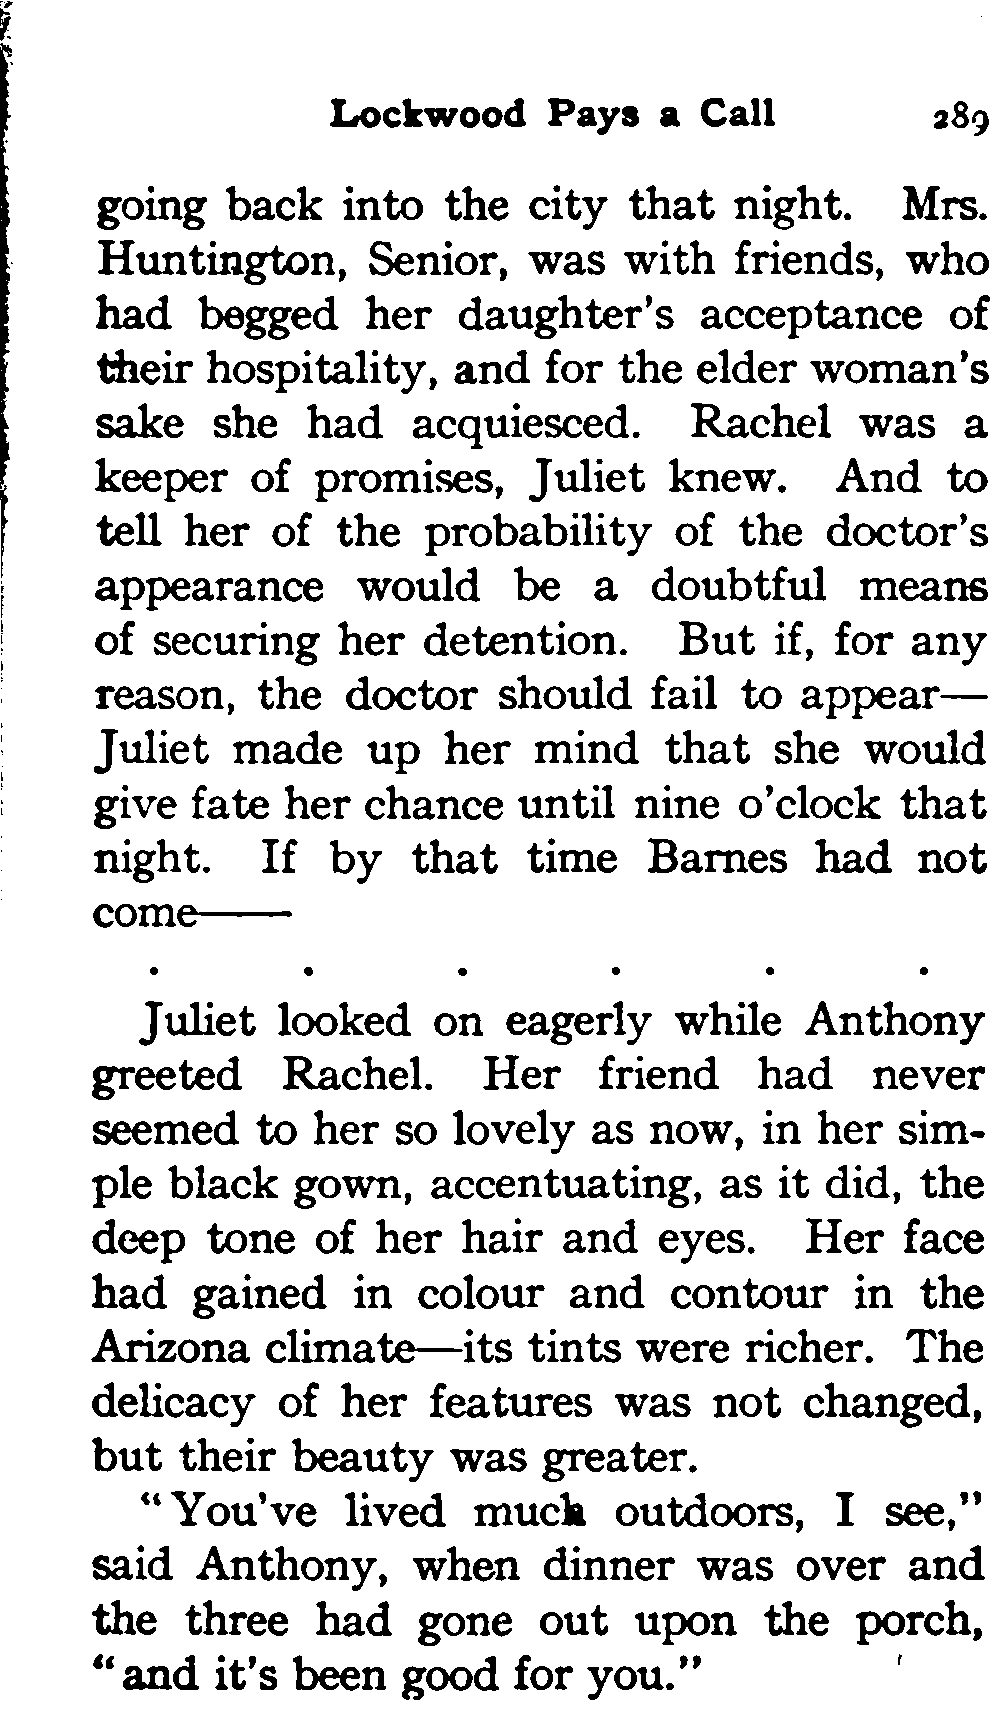 Lockwood Pays a Call 289
going back into the city that night. Mrs.
Huntington, Senior, was with friends, who
had begged her daughter's acceptance of
their hospitality, and for the elder woman's
sake she had acquiesced. Rachel was a
keeper of promises, Juliet knew. And to
tell her of the probability of the doctor's
appearance would be a doubtful means
of securing her detention. But if, for any
reason, the doctor should fail to appear—
Juliet made up her mind that she would
give fate her chance until nine o'clock that
night. If by that time Barnes had not
come——
. . . . . .
Juliet looked on eagerly while Anthony
greeted Rachel. Her friend had never
seemed to her so lovely as now, in her sim-
ple black gown, accentuating, as it did, the
deep tone of her hair and eyes. Her face
had gained in colour and contour in the
Arizona climate—its tints were richer. The
delicacy of her features was not changed,
but their beauty was greater.
"You've lived much outdoors, I see,"
said Anthony, when dinner was over and
the three had gone out upon the porch,
"and it's been good for you."